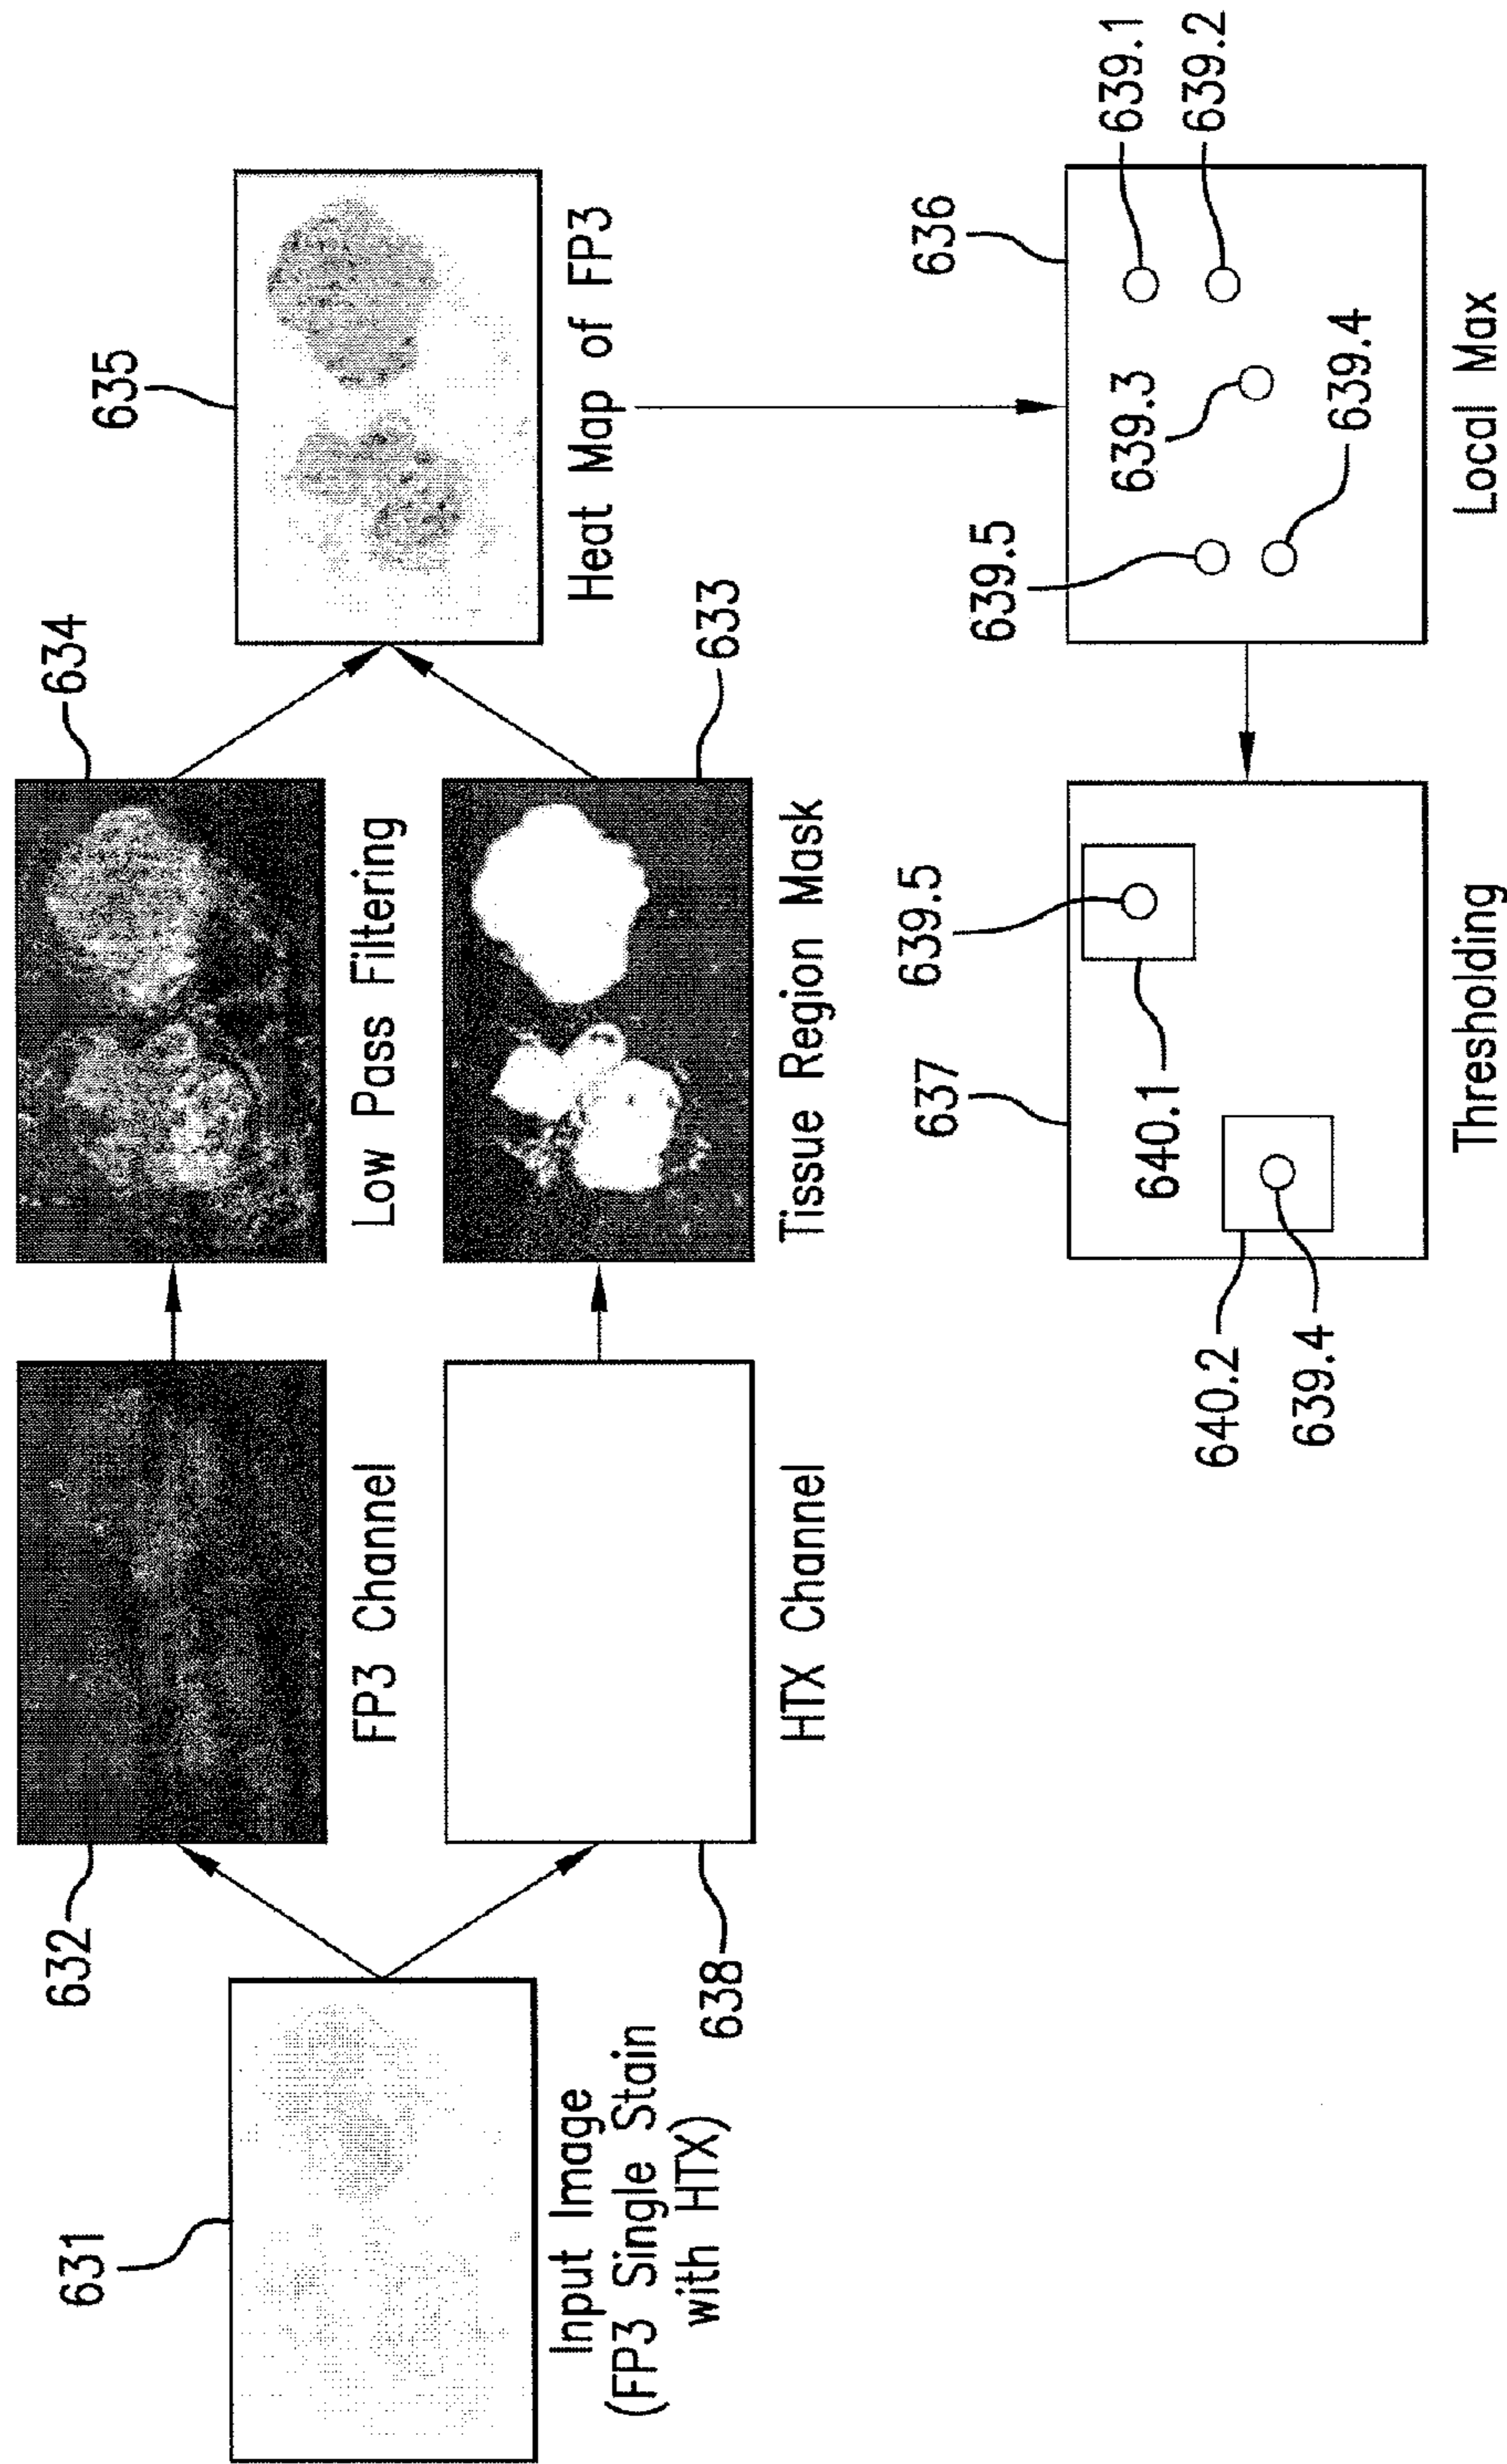 631
Input Image
(FP3 Single Stain
with HTX)
632
FP3 Channel
638
HTX Channel
634
Low Pass Filtering
633
Tissue Region Mask
635
Heat Map of FP3
636
639.1
639.2
639.3
639.4
639.5
Local Max
637
639.5
640.1
640.2
639.4
Thresholding